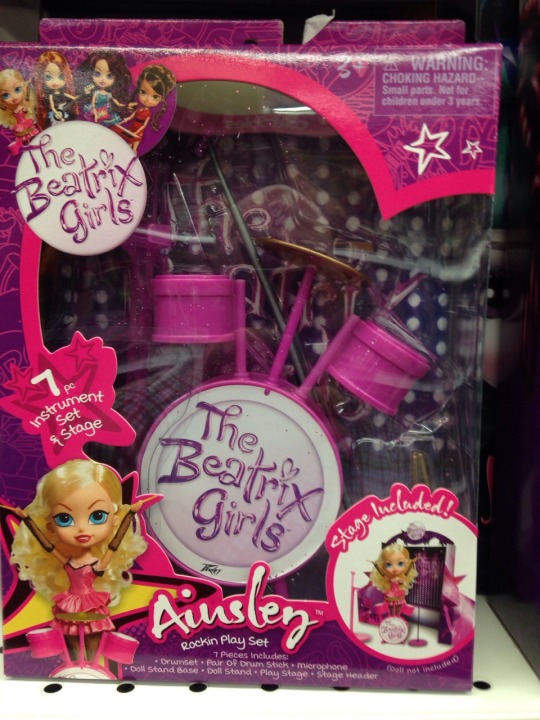 The
Beatrix
Girls
WARNING:
CHOKING HAZARD--
Small parts. Not for
children under 3 years.
7 pc
Instrument
Set
& Stage
The
Beatrix
Girls
PEAVEY
Stage Included!
(Doll not included)
Ainsley™
Rockin Play Set
7 Pieces Includes:
• Drumset • Pair Of Drum Stick • Microphone
• Doll Stand Base • Doll Stand • Play Stage • Stage Header